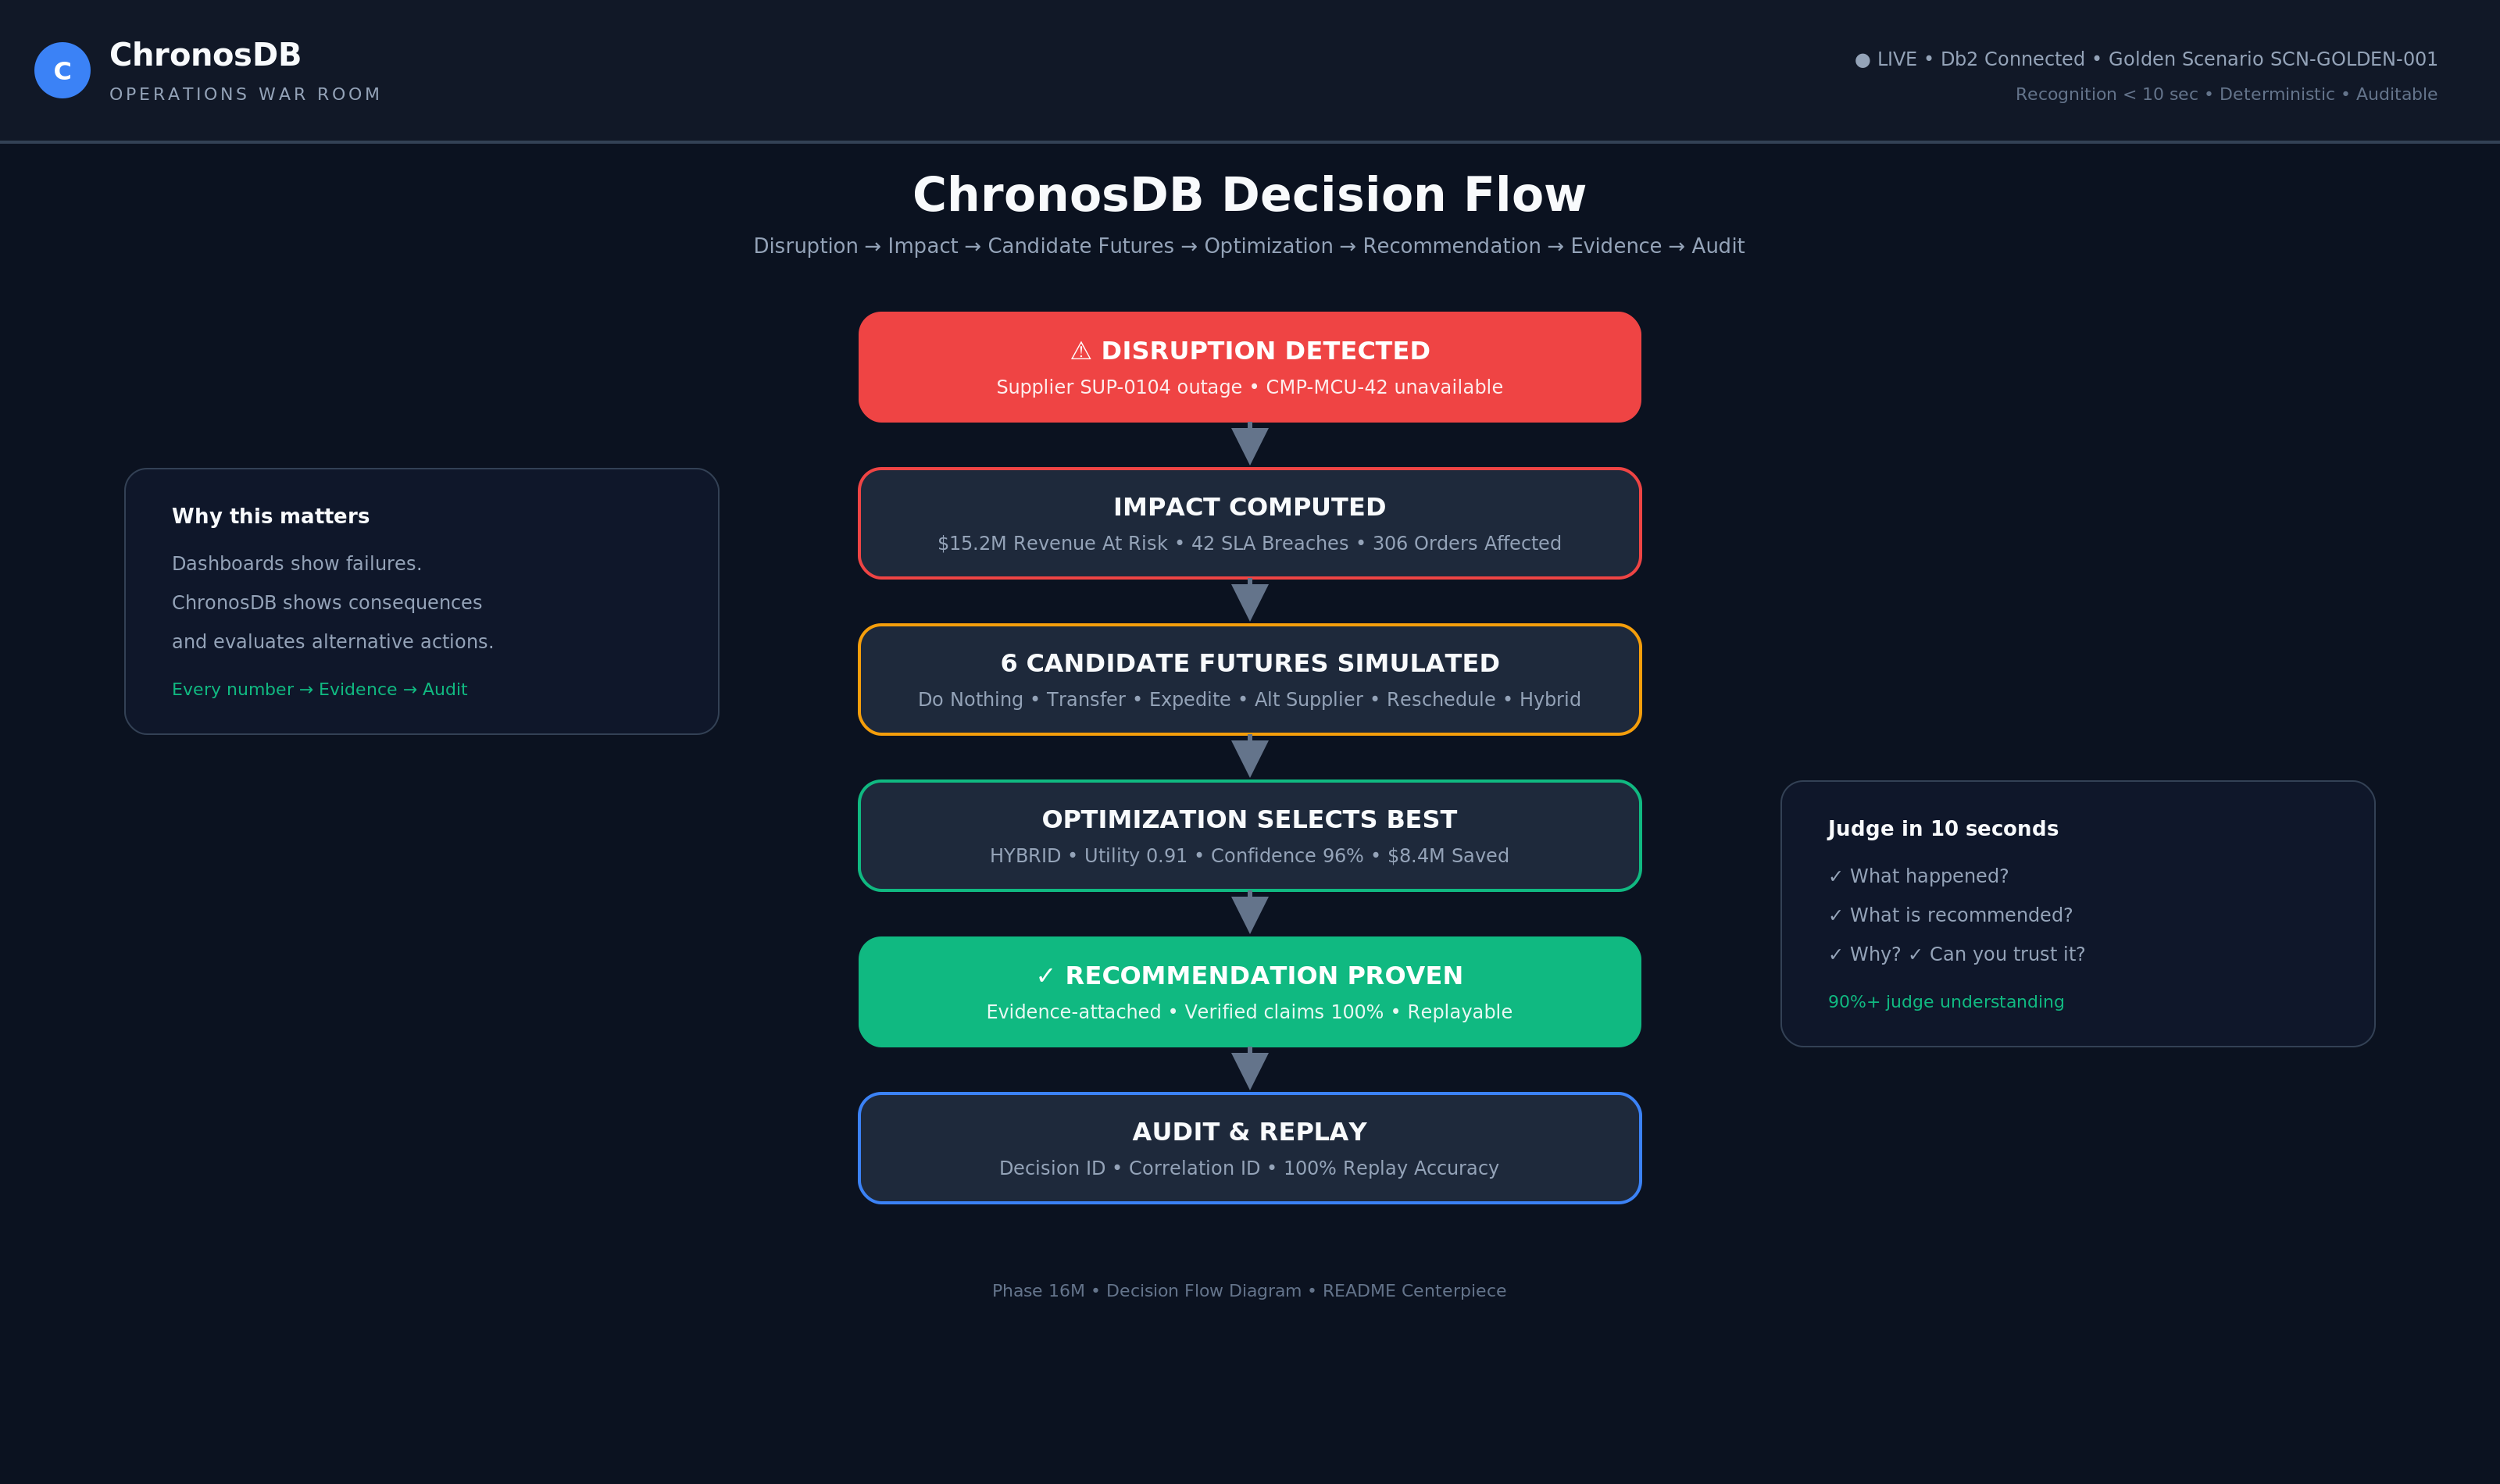 C
ChronosDB
OPERATIONS WAR ROOM
● LIVE • Db2 Connected • Golden Scenario SCN-GOLDEN-001
Recognition < 10 sec • Deterministic • Auditable
ChronosDB Decision Flow
Disruption → Impact → Candidate Futures → Optimization → Recommendation → Evidence → Audit
⚠ DISRUPTION DETECTED
Supplier SUP-0104 outage • CMP-MCU-42 unavailable
Why this matters
Dashboards show failures.
ChronosDB shows consequences
and evaluates alternative actions.
Every number → Evidence → Audit
IMPACT COMPUTED
$15.2M Revenue At Risk • 42 SLA Breaches • 306 Orders Affected
6 CANDIDATE FUTURES SIMULATED
Do Nothing • Transfer • Expedite • Alt Supplier • Reschedule • Hybrid
OPTIMIZATION SELECTS BEST
HYBRID • Utility 0.91 • Confidence 96% • $8.4M Saved
Judge in 10 seconds
✓ What happened?
✓ What is recommended?
✓ Why? ✓ Can you trust it?
90%+ judge understanding
✓ RECOMMENDATION PROVEN
Evidence-attached • Verified claims 100% • Replayable
AUDIT & REPLAY
Decision ID • Correlation ID • 100% Replay Accuracy
Phase 16M • Decision Flow Diagram • README Centerpiece